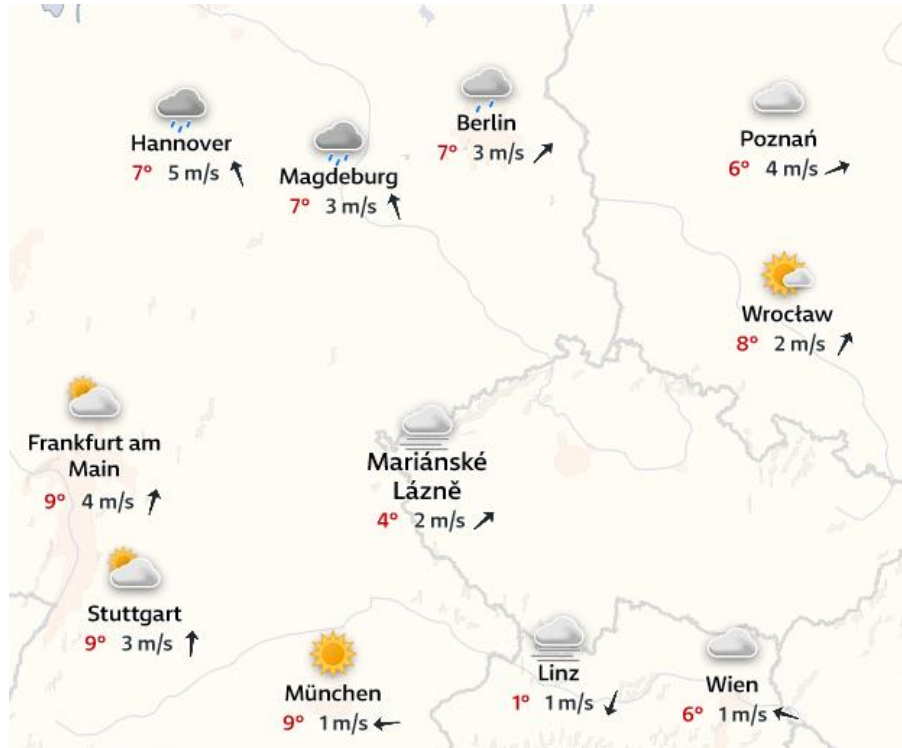 Hannover
7° 5 m/s
Magdeburg
7° 3 m/s
Berlin
7° 3 m/s
Poznań
6° 4 m/s
Wrocław
8° 2 m/s
Frankfurt am
Main
9° 4 m/s
Mariánské
Lázně
4° 2 m/s
Stuttgart
9° 3 m/s
München
9° 1 m/s
Linz
1° 1 m/s
Wien
6° 1 m/s